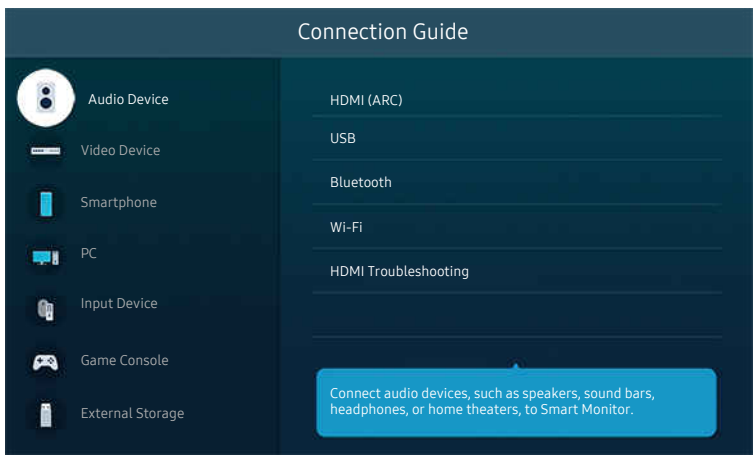 Connection Guide
Audio Device
Video Device
Smartphone
PC
Input Device
Game Console
External Storage
HDMI (ARC)
USB
Bluetooth
Wi-Fi
HDMI Troubleshooting
Connect audio devices, such as speakers, sound bars,
headphones, or home theaters, to Smart Monitor.